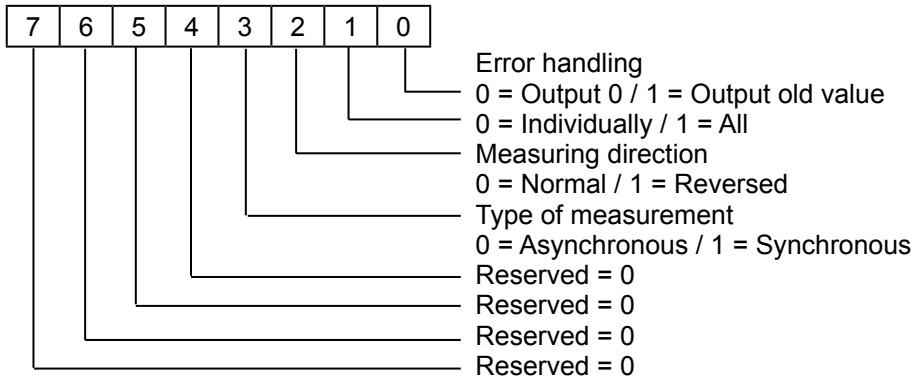 7 6 5 4 3 2 1 0
Error handling
0 = Output 0 / 1 = Output old value
0 = Individually / 1 = All
Measuring direction
0 = Normal / 1 = Reversed
Type of measurement
0 = Asynchronous / 1 = Synchronous
Reserved = 0
Reserved = 0
Reserved = 0
Reserved = 0